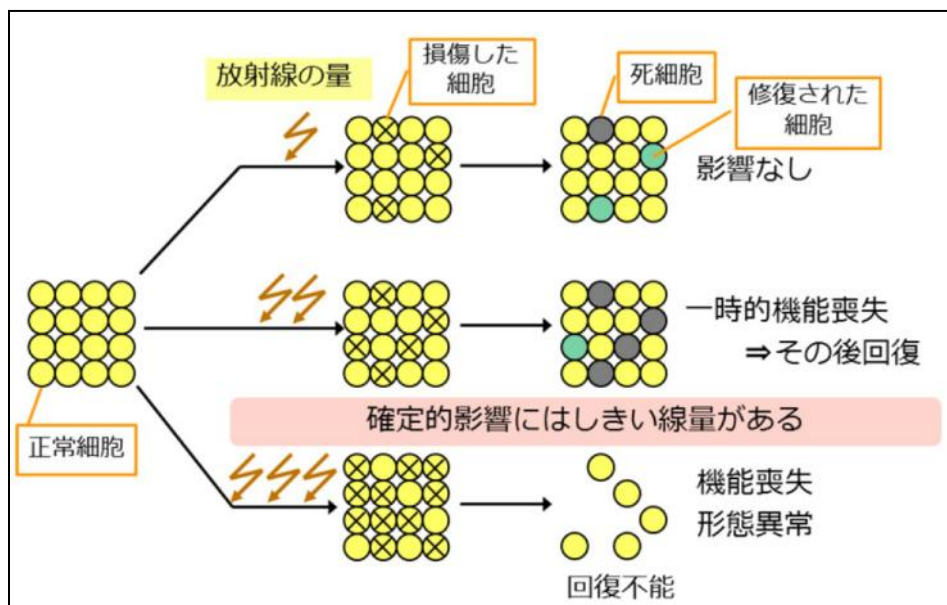 放射線の量
損傷した
細胞
死細胞
修復された
細胞
影響なし
一時的機能喪失
⇒その後回復
確定的影響にはしきい線量がある
正常細胞
機能喪失
形態異常
回復不能